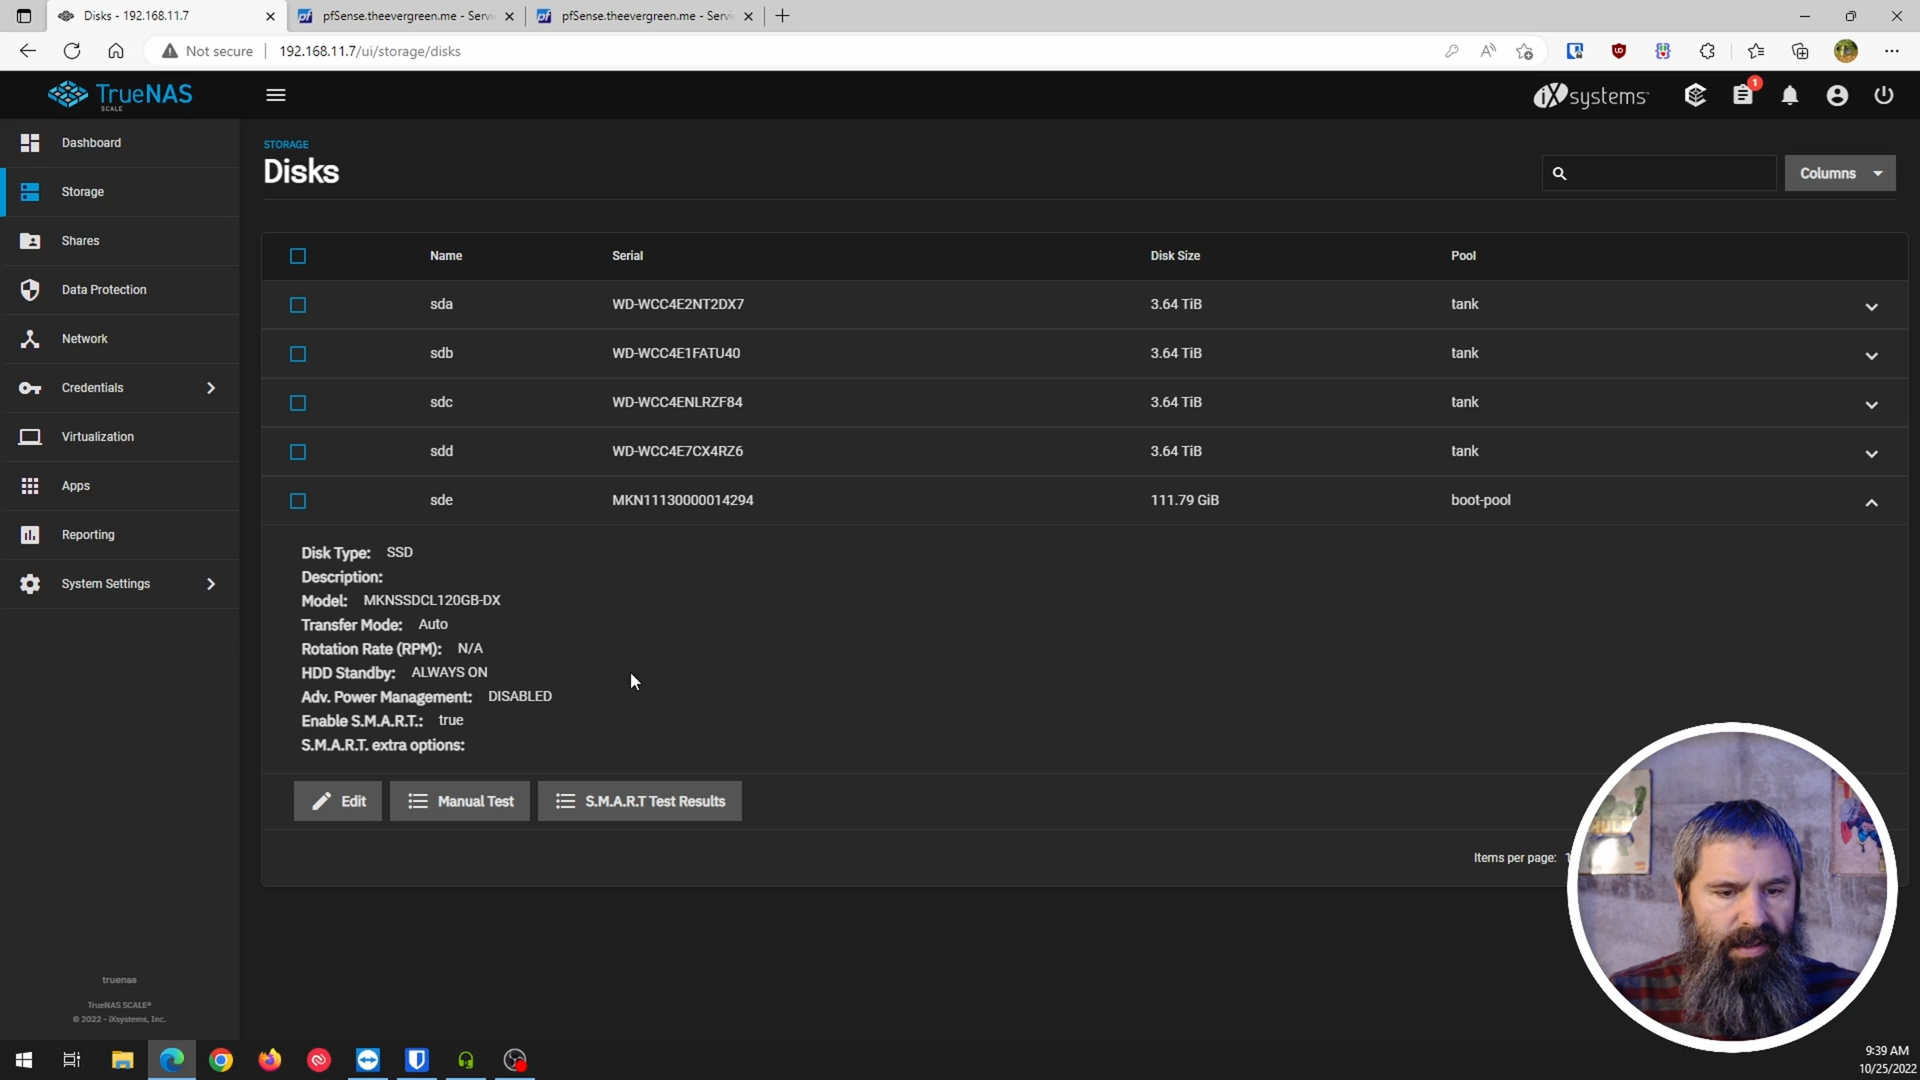 Disks - 192.168.11.7
pfSense.theevergreen.me - Servi
pfSense.theevergreen.me - Servi
Not secure
192.168.11.7/ui/storage/disks
TrueNAS
SCALE
iXsystems
1
Dashboard
Storage
Shares
Data Protection
Network
Credentials
Virtualization
Apps
Reporting
System Settings
truenas
TrueNAS SCALE®
© 2022 - iXsystems, Inc.
STORAGE
Disks
Columns
Name Serial Disk Size Pool
sda WD-WCC4E2NT2DX7 3.64 TiB tank
sdb WD-WCC4E1FATU40 3.64 TiB tank
sdc WD-WCC4ENLRZF84 3.64 TiB tank
sdd WD-WCC4E7CX4RZ6 3.64 TiB tank
sde MKN11130000014294 111.79 GiB boot-pool
Disk Type: SSD
Description:
Model: MKNSSDCL120GB-DX
Transfer Mode: Auto
Rotation Rate (RPM): N/A
HDD Standby: ALWAYS ON
Adv. Power Management: DISABLED
Enable S.M.A.R.T.: true
S.M.A.R.T. extra options:
Edit
Manual Test
S.M.A.R.T Test Results
Items per page:
9:39 AM
10/25/2022